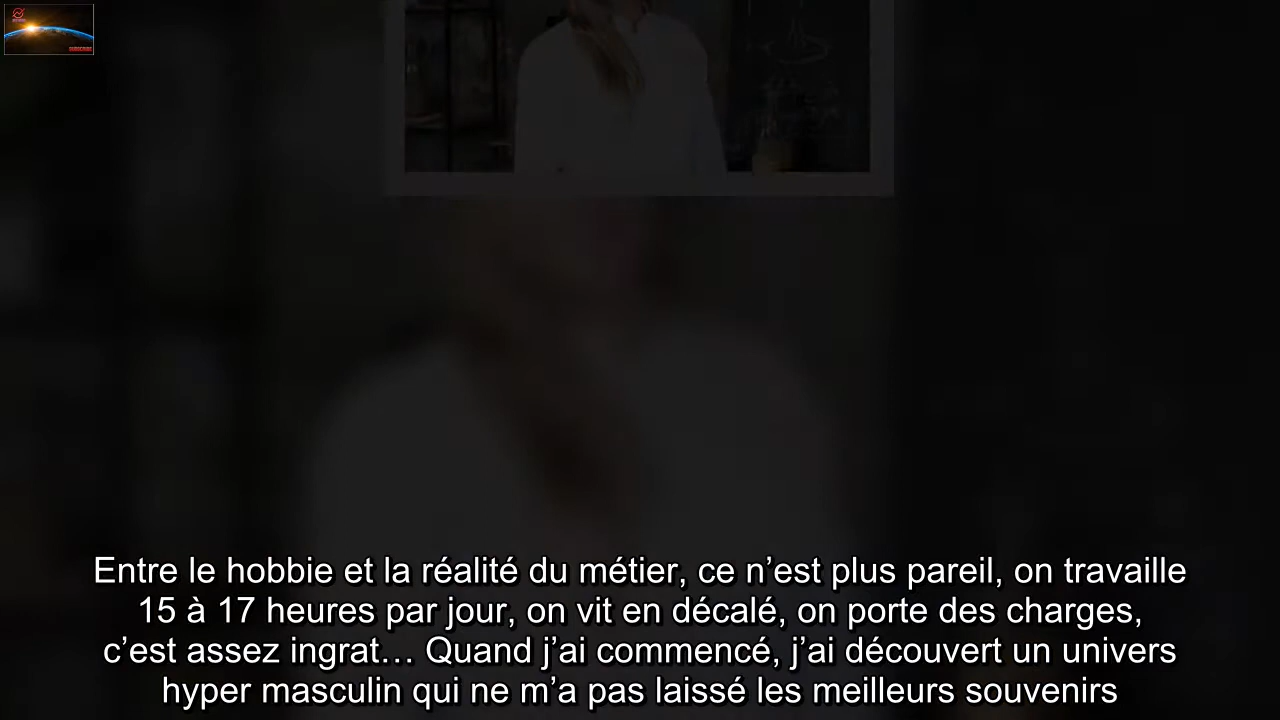 Entre le hobbie et la réalité du métier, ce n’est plus pareil, on travaille
15 à 17 heures par jour, on vit en décalé, on porte des charges,
c’est assez ingrat… Quand j’ai commencé, j’ai découvert un univers
hyper masculin qui ne m’a pas laissé les meilleurs souvenirs